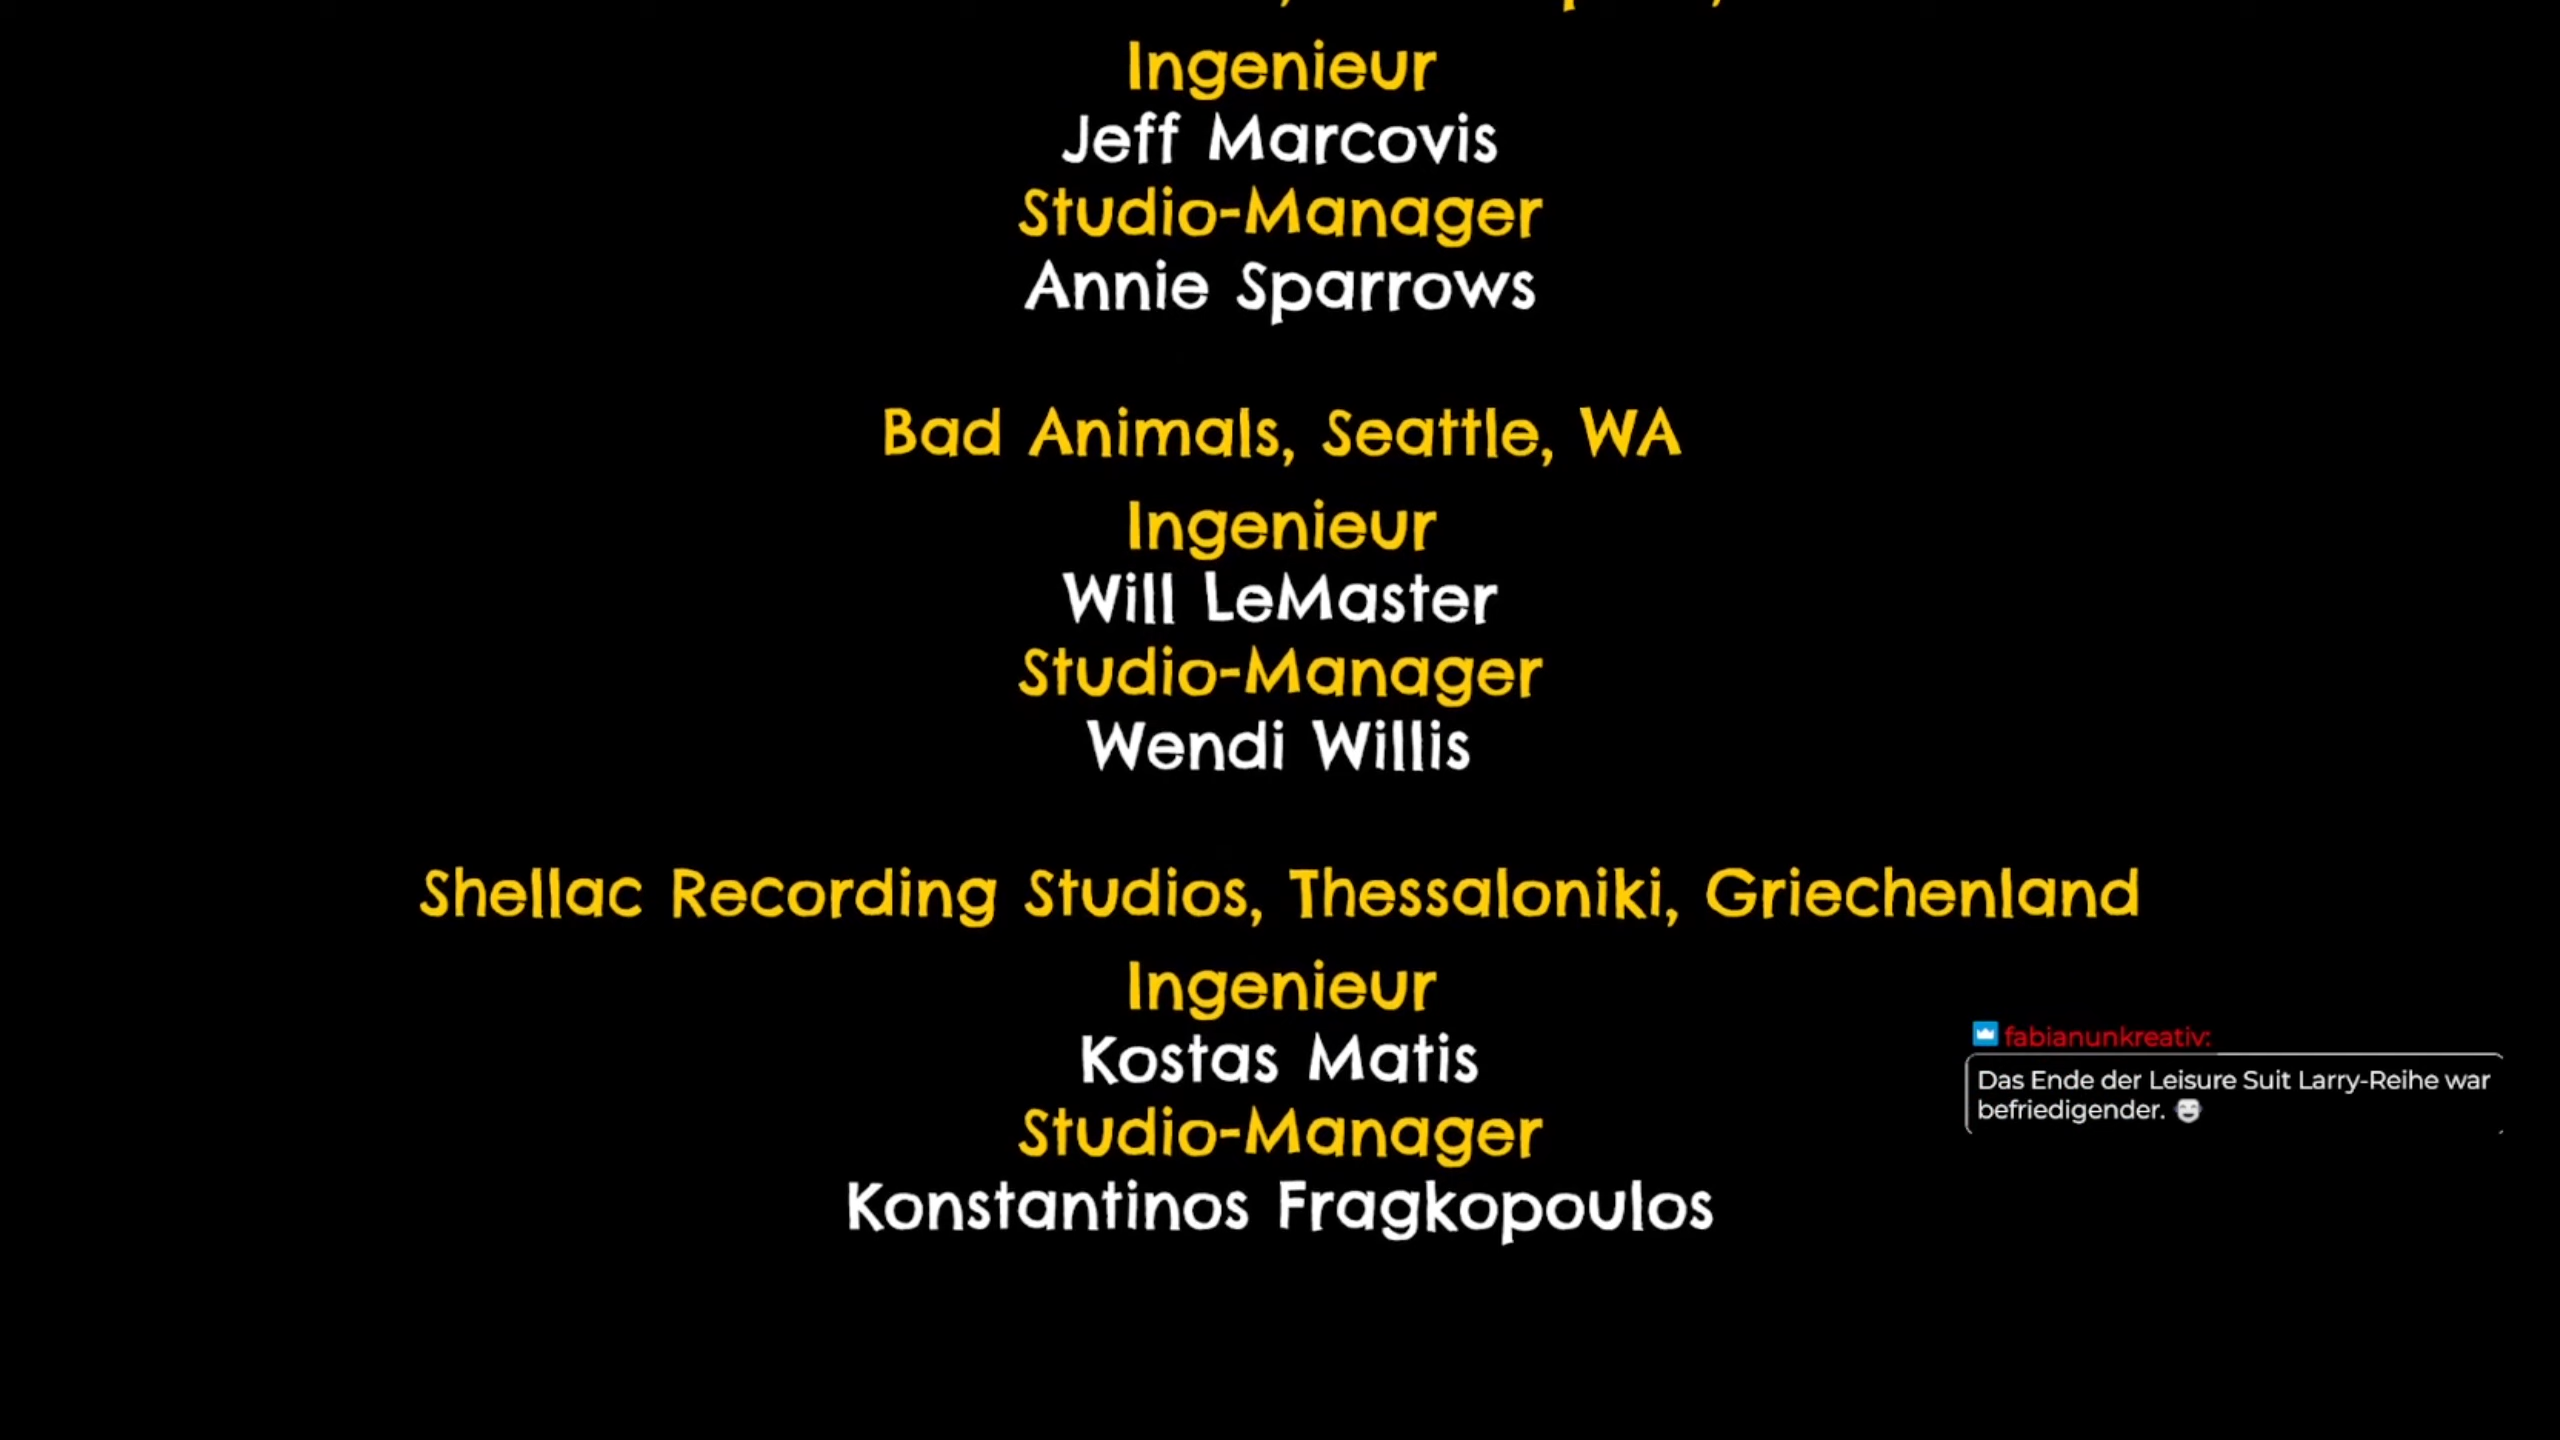 Ingenieur
Jeff Marcovis
Studio-Manager
Annie Sparrows
Bad Animals, Seattle, WA
Ingenieur
Will LeMaster
Studio-Manager
Wendi Willis
Shellac Recording Studios, Thessaloniki, Griechenland
Ingenieur
Kostas Matis
Studio-Manager
Konstantinos Fragkopoulos
fabianunkreativ:
Das Ende der Leisure Suit Larry-Reihe war
befriedigender.